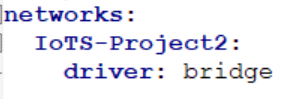 networks:
  IoTS-Project2:
    driver: bridge